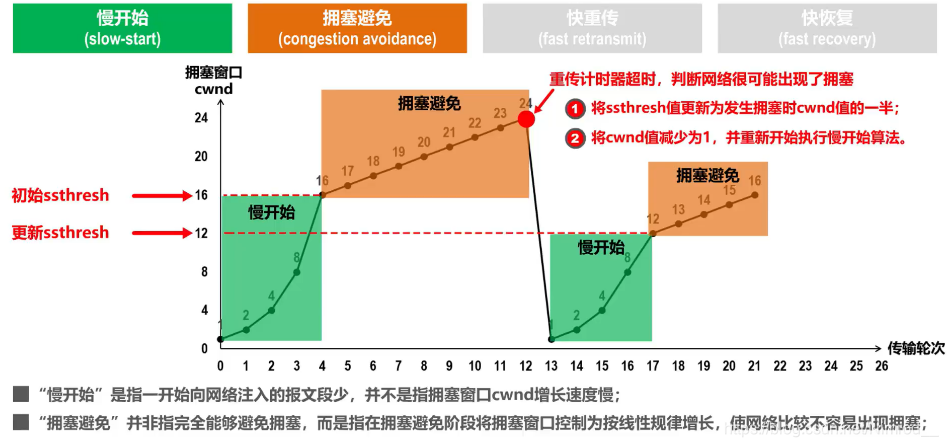 慢开始
(slow-start)
拥塞避免
(congestion avoidance)
快重传
(fast retransmit)
快恢复
(fast recovery)
拥塞窗口
cwnd
重传计时器超时，判断网络很可能出现了拥塞
1 将ssthresh值更新为发生拥塞时cwnd值的一半；
2 将cwnd值减少为1，并重新开始执行慢开始算法。
拥塞避免
24
24
23
22
21
20
20
19
18
17
16
初始ssthresh
16
慢开始
拥塞避免
16
15
14
13
12
更新ssthresh
12
慢开始
8
8
8
4
4
4
2
2
1
1
0
传输轮次
0 1 2 3 4 5 6 7 8 9 10 11 12 13 14 15 16 17 18 19 20 21 22 23 24 25 26
“慢开始”是指一开始向网络注入的报文段少，并不是指拥塞窗口cwnd增长速度慢；
“拥塞避免”并非指完全能够避免拥塞，而是指在拥塞避免阶段将拥塞窗口控制为按线性规律增长，使网络比较不容易出现拥塞；